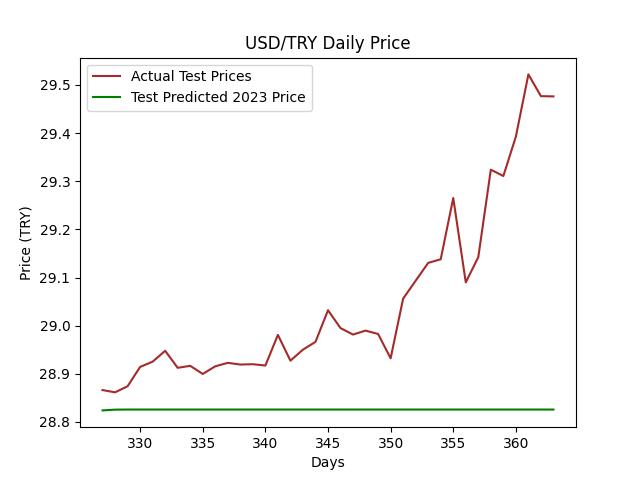 USD/TRY Daily Price
Actual Test Prices
Test Predicted 2023 Price
Price (TRY)
29.5
29.4
29.3
29.2
29.1
29.0
28.9
28.8
330 335 340 345 350 355 360
Days